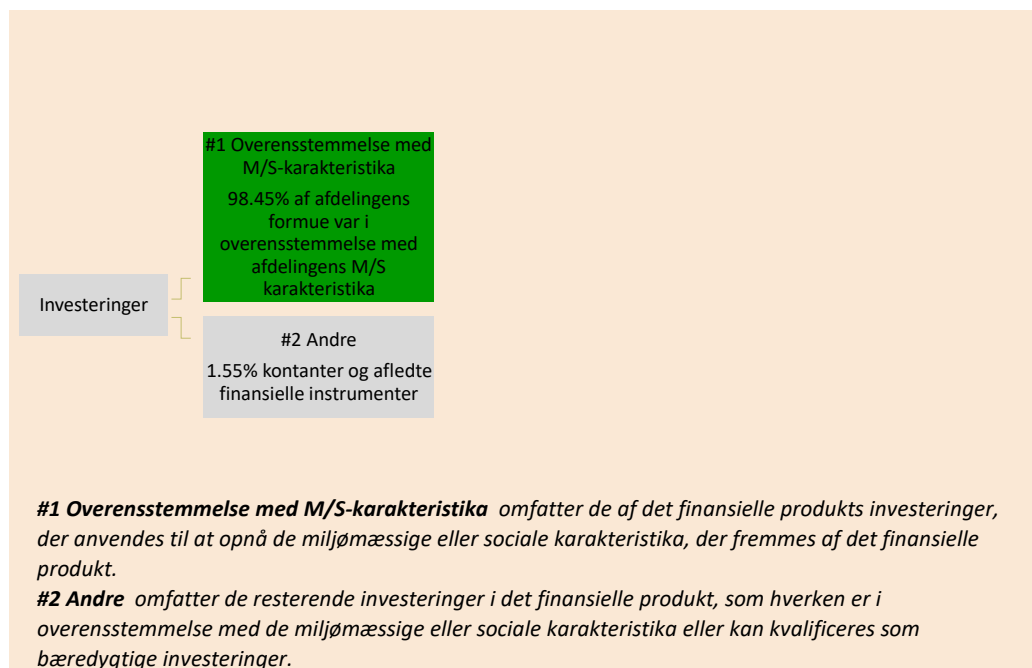 #1 Overensstemmelse med
M/S-karakteristika
98.45% af afdelingens
formue var i
overensstemmelse med
afdelingens M/S
karakteristika
Investeringer
#2 Andre
1.55% kontanter og afledte
finansielle instrumenter
#1 Overensstemmelse med M/S-karakteristika omfatter de af det finansielle produkts investeringer,
der anvendes til at opnå de miljømæssige eller sociale karakteristika, der fremmes af det finansielle
produkt.
#2 Andre omfatter de resterende investeringer i det finansielle produkt, som hverken er i
overensstemmelse med de miljømæssige eller sociale karakteristika eller kan kvalificeres som
bæredygtige investeringer.